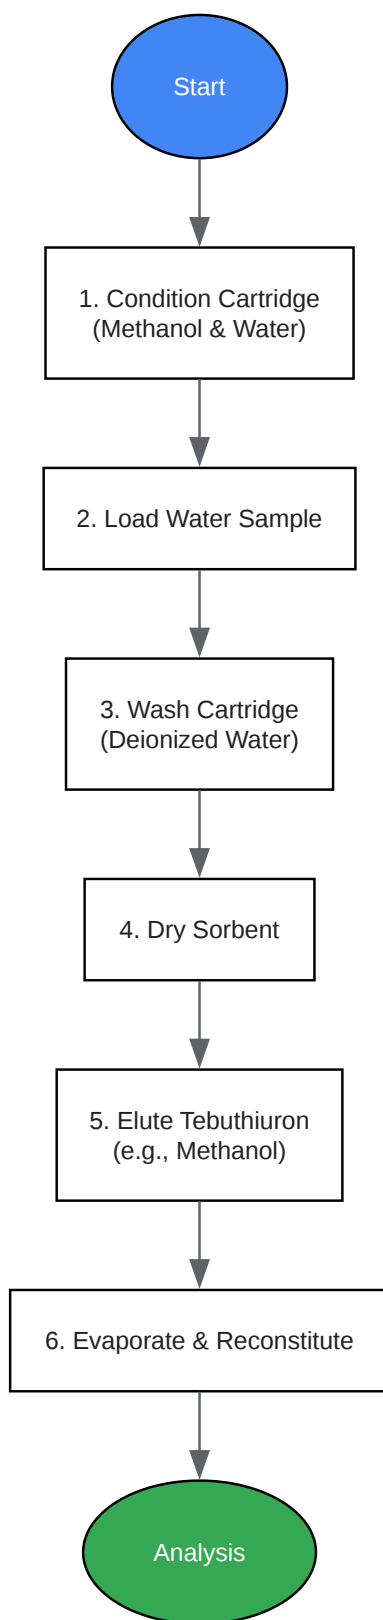 Start
1. Condition Cartridge
(Methanol & Water)
2. Load Water Sample
3. Wash Cartridge
(Deionized Water)
4. Dry Sorbent
5. Elute Tebuthiuron
(e.g., Methanol)
6. Evaporate & Reconstitute
Analysis